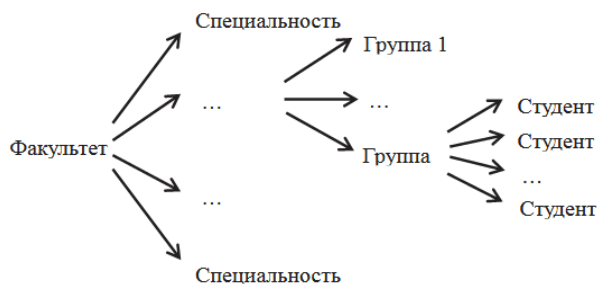 Специальность
Группа 1
...
...
Студент
Студент
Факультет
Группа
...
Студент
...
Специальность